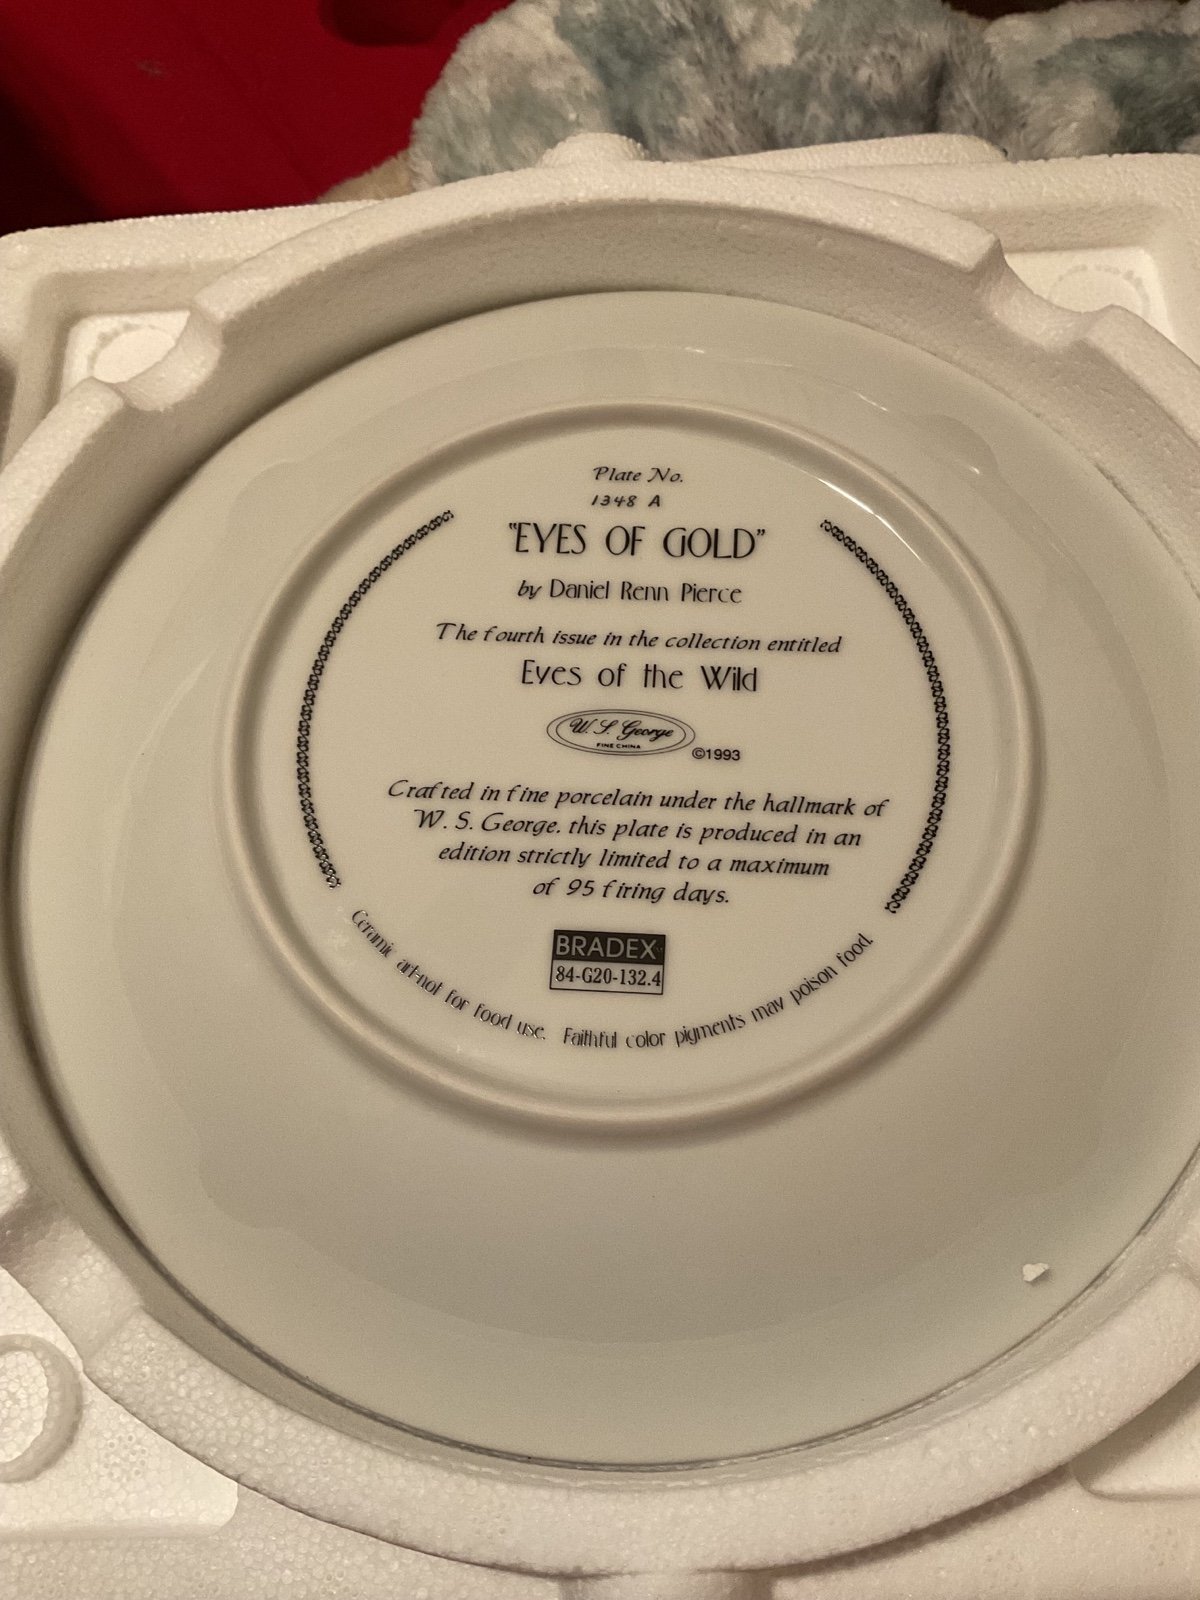 Plate No.
1348 A
"EYES OF GOLD"
by Daniel Renn Pierce
The fourth issue in the collection entitled
Eyes of the Wild
W. S. George
FINE CHINA
©1993
Crafted in fine porcelain under the hallmark of
W. S. George, this plate is produced in an
edition strictly limited to a maximum
of 95 firing days.
BRADEX
84-G20-132.4
Ceramic art-not for food use. Faithful color pigments may poison food.